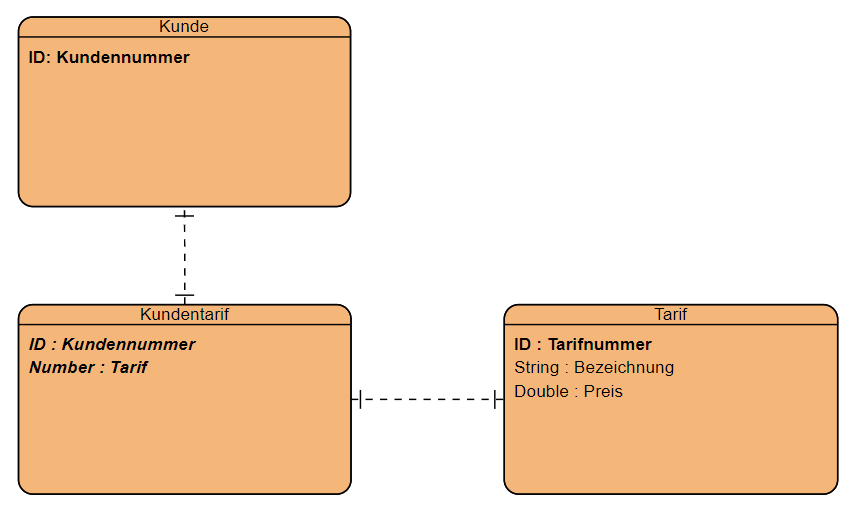 Kunde
ID: Kundennummer
Kundentarif
ID : Kundennummer
Number : Tarif
Tarif
ID : Tarifnummer
String : Bezeichnung
Double : Preis